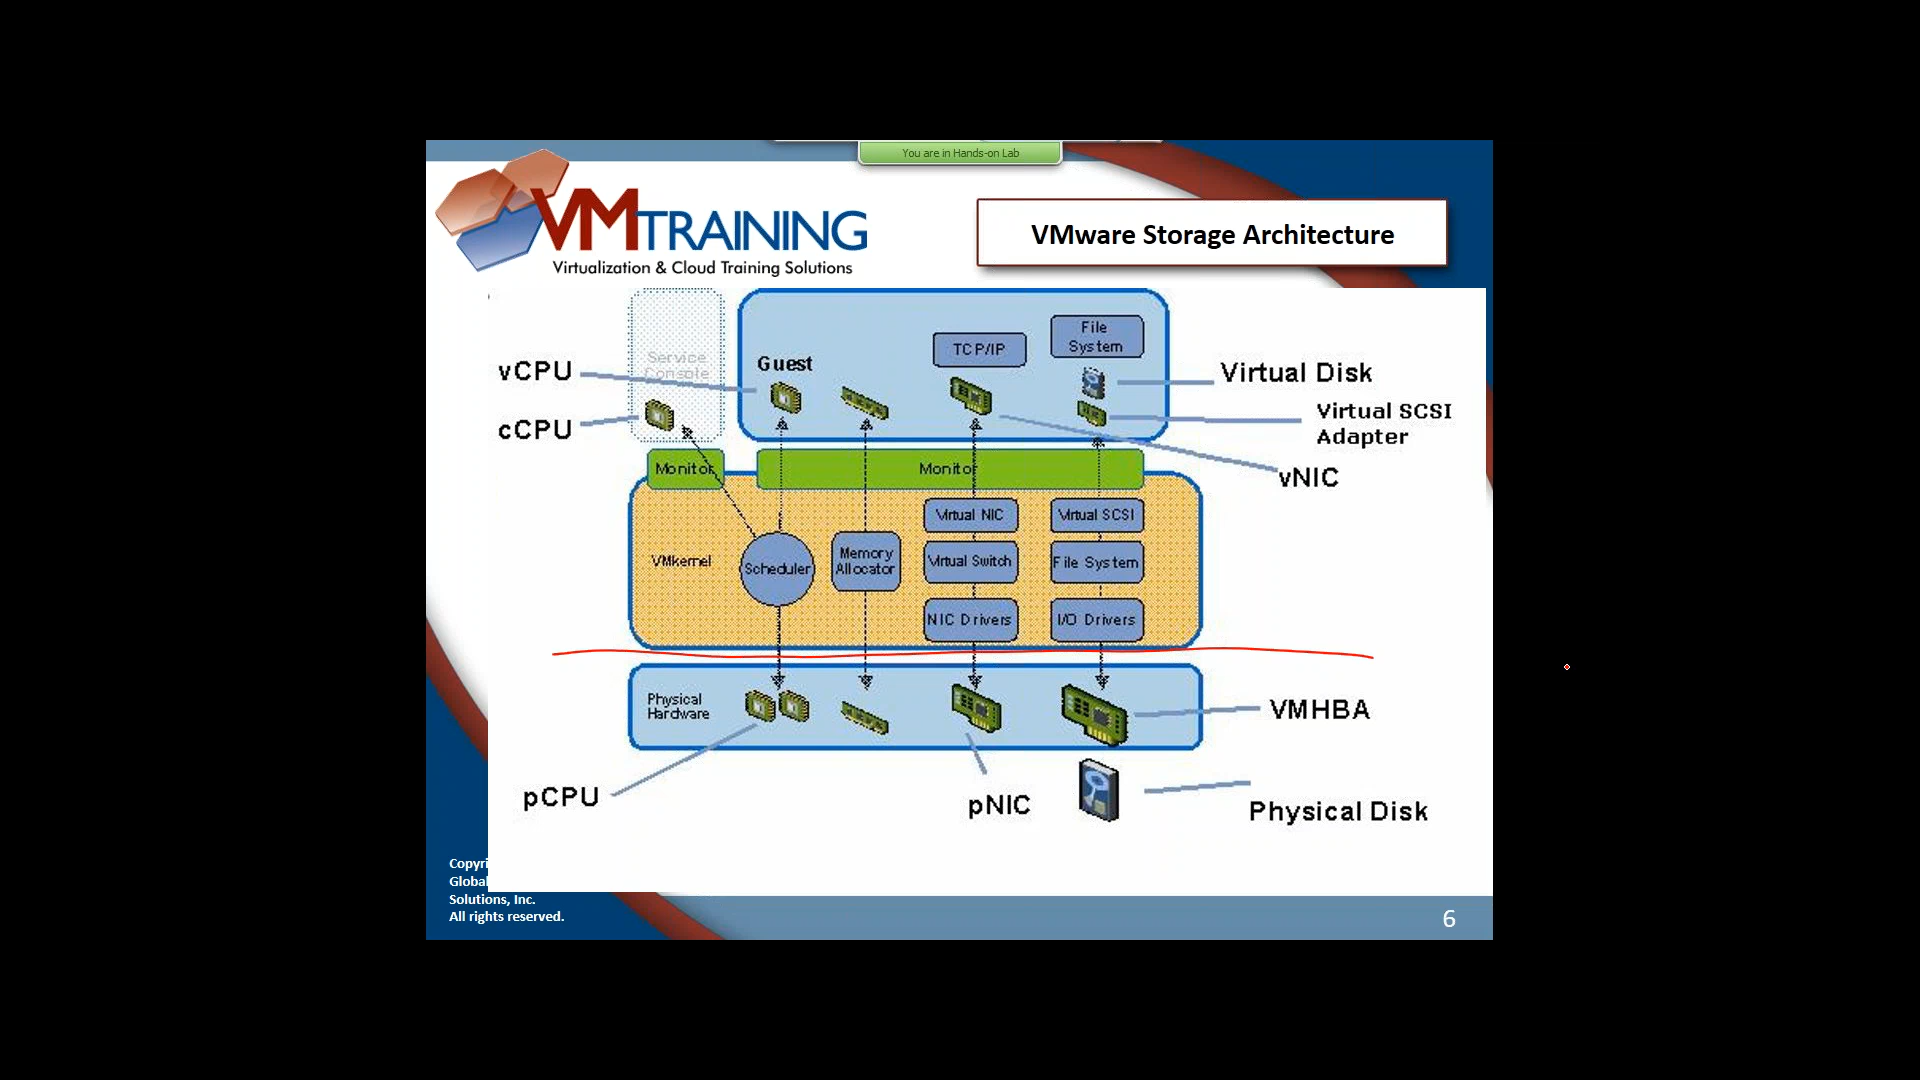 You are in Hands-on Lab
VMTRAINING
Virtualization & Cloud Training Solutions
VMware Storage Architecture
Service
Console
vCPU
cCPU
Guest
TCP/IP
File
System
Virtual Disk
Virtual SCSI
Adapter
vNIC
Monitor
Monitor
VMkernel
Scheduler
Memory
Allocator
Virtual NIC
Virtual Switch
NIC Drivers
Virtual SCSI
File System
I/O Drivers
Physical
Hardware
VMHBA
pCPU
pNIC
Physical Disk
Copyri
Global
Solutions, Inc.
All rights reserved.
6